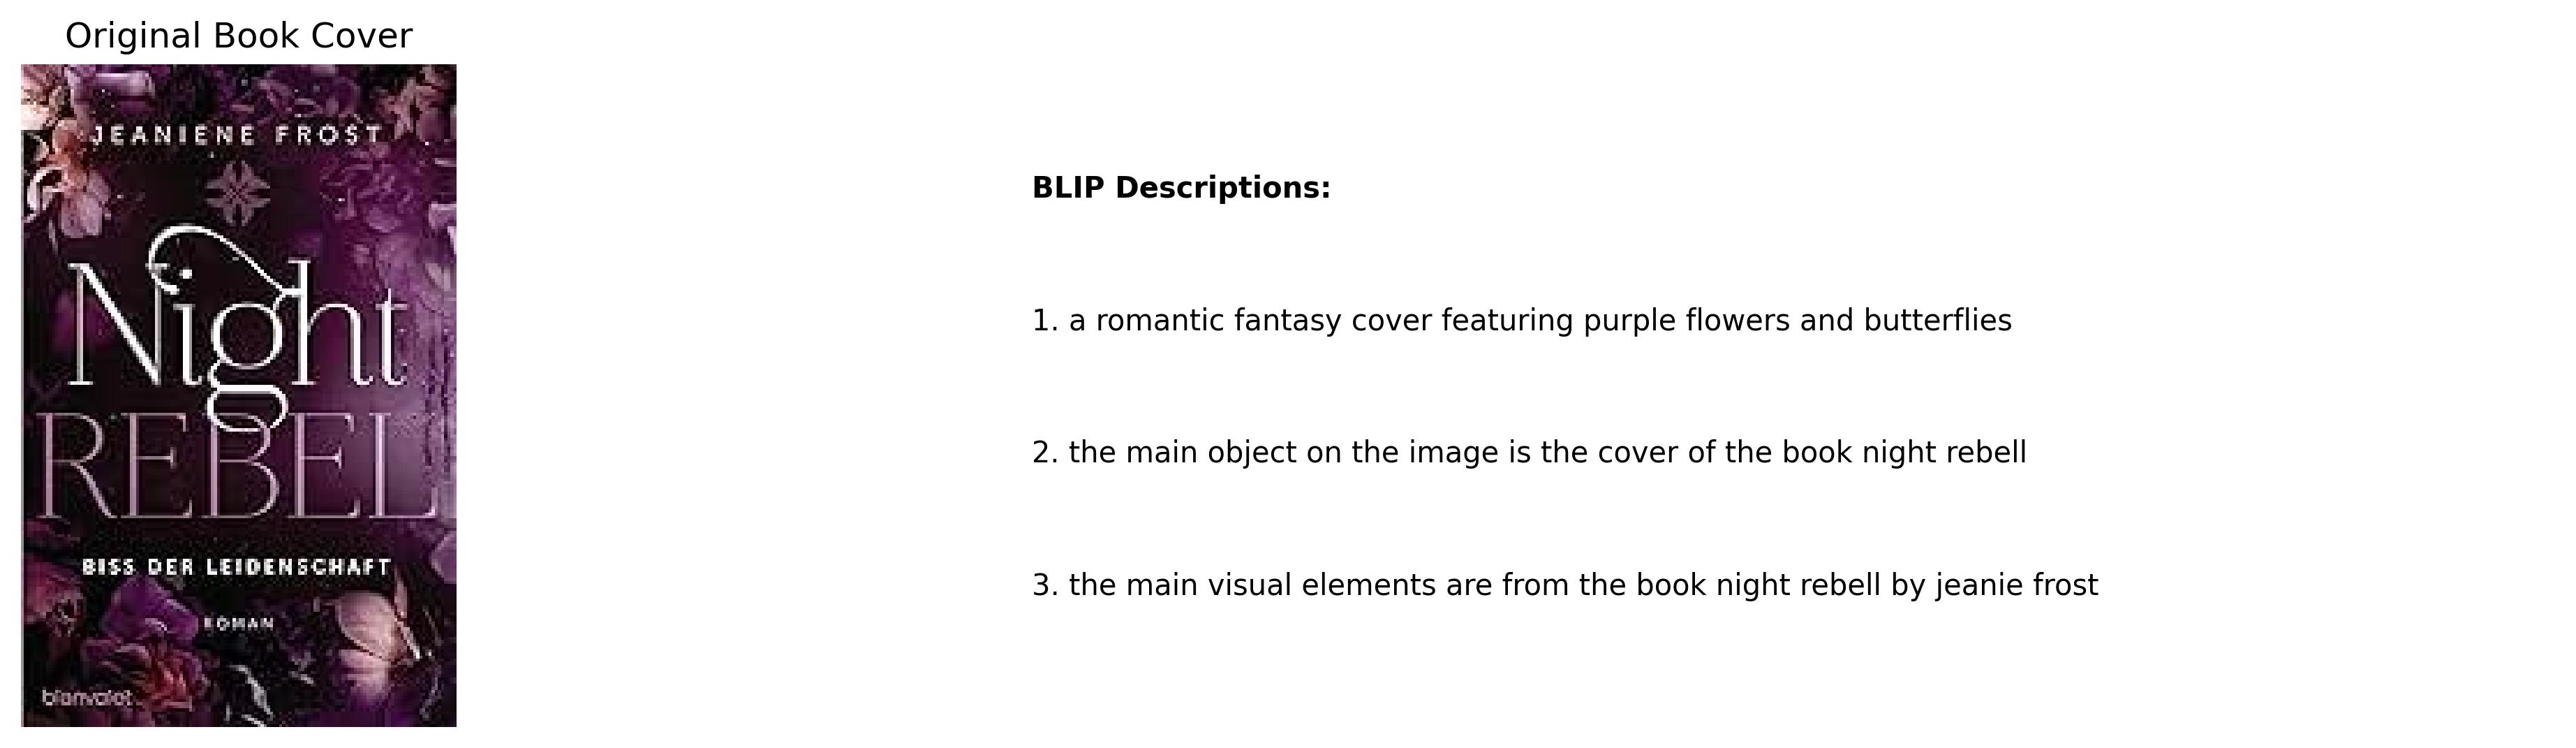 Original Book Cover
JEANIENE FROST
Night
REBEL
BISS DER LEIDENSCHAFT
ROMAN
blanvalet
BLIP Descriptions:
1. a romantic fantasy cover featuring purple flowers and butterflies
2. the main object on the image is the cover of the book night rebell
3. the main visual elements are from the book night rebell by jeanie frost